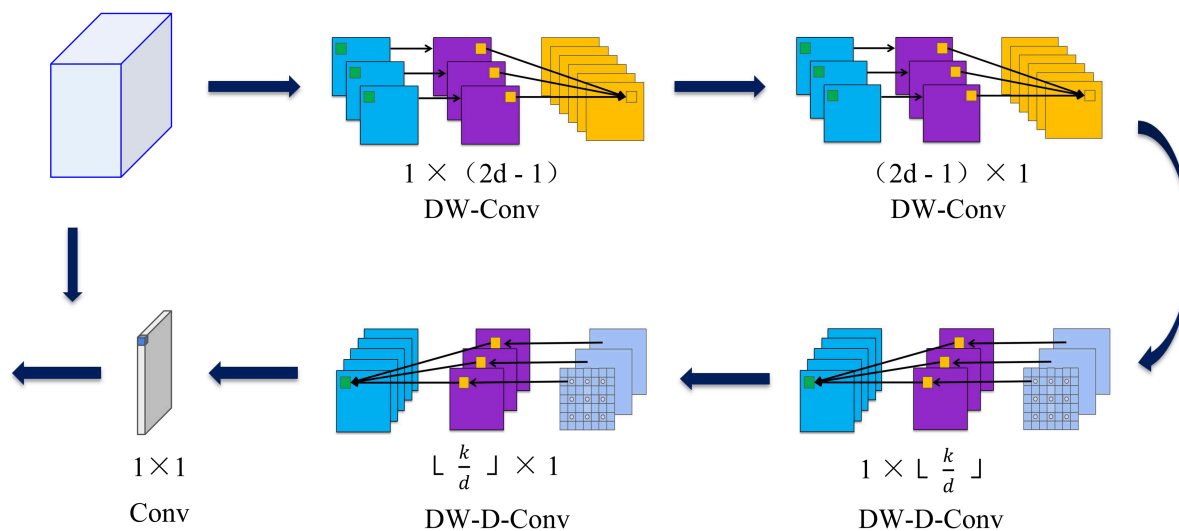 1 × （2d - 1）
DW-Conv
（2d - 1）× 1
DW-Conv
1×1
Conv
⌊ k/d ⌋ × 1
DW-D-Conv
1 × ⌊ k/d ⌋
DW-D-Conv